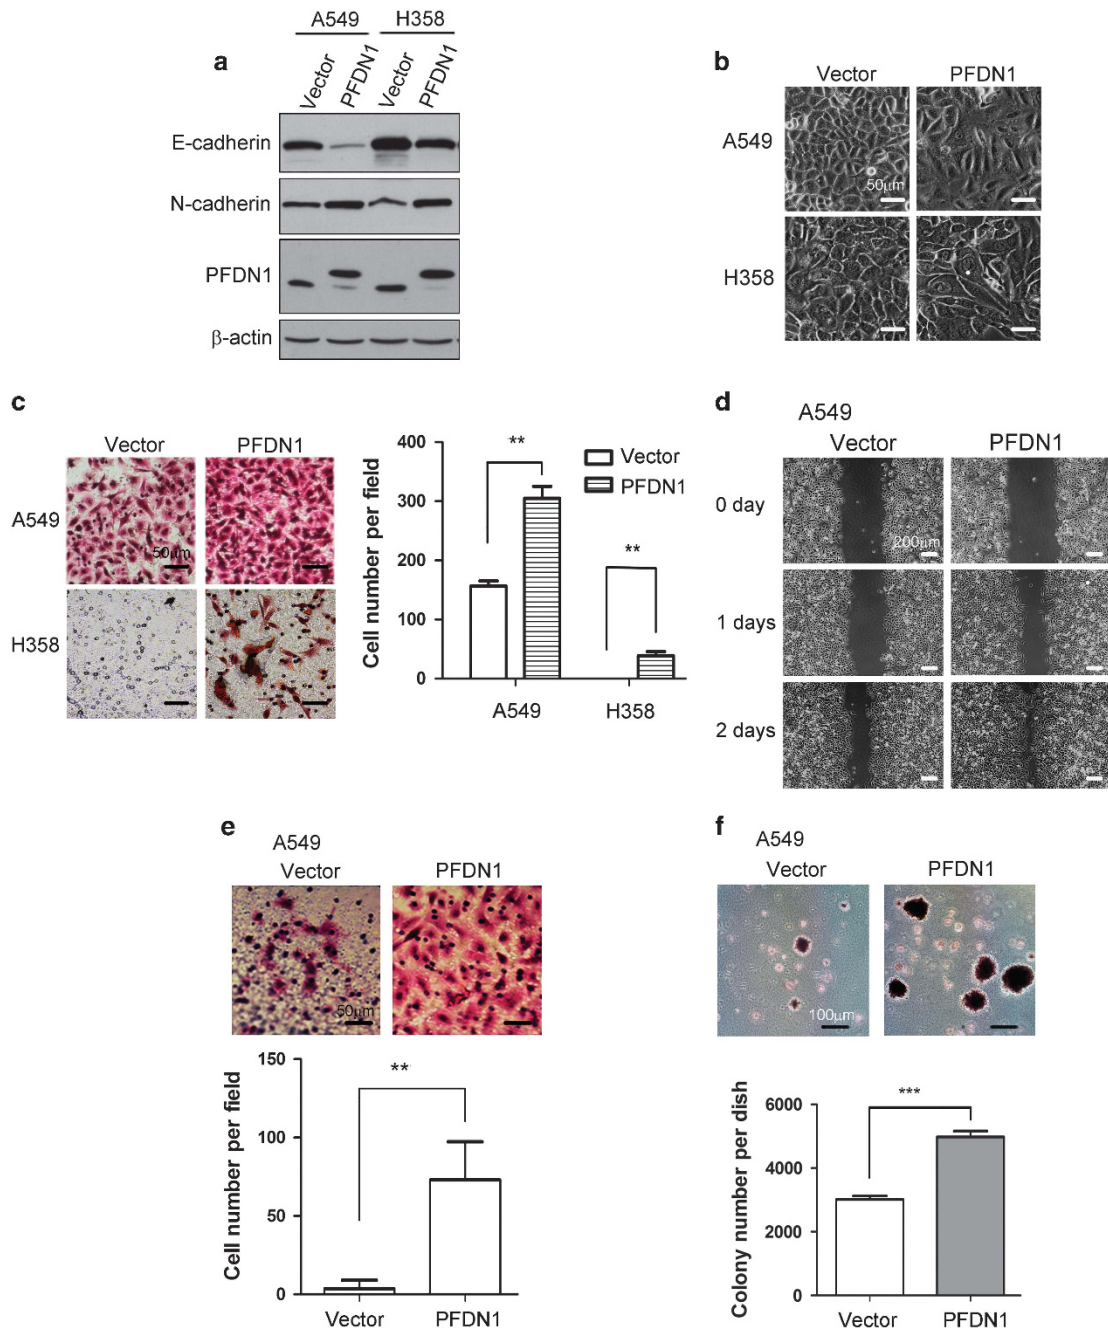 a
A549 H358
Vector PFDN1 Vector PFDN1
E-cadherin
N-cadherin
PFDN1
β-actin
b
Vector PFDN1
A549
50μm
H358
c
Vector PFDN1
A549
50μm
H358
Cell number per field
400
300
200
100
0
**
**
Vector
PFDN1
A549 H358
d
A549
Vector PFDN1
0 day
200μm
1 days
2 days
e
A549
Vector PFDN1
50μm
Cell number per field
150
100
50
0
**
Vector PFDN1
f
A549
Vector PFDN1
100μm
Colony number per dish
6000
4000
2000
0
***
Vector PFDN1